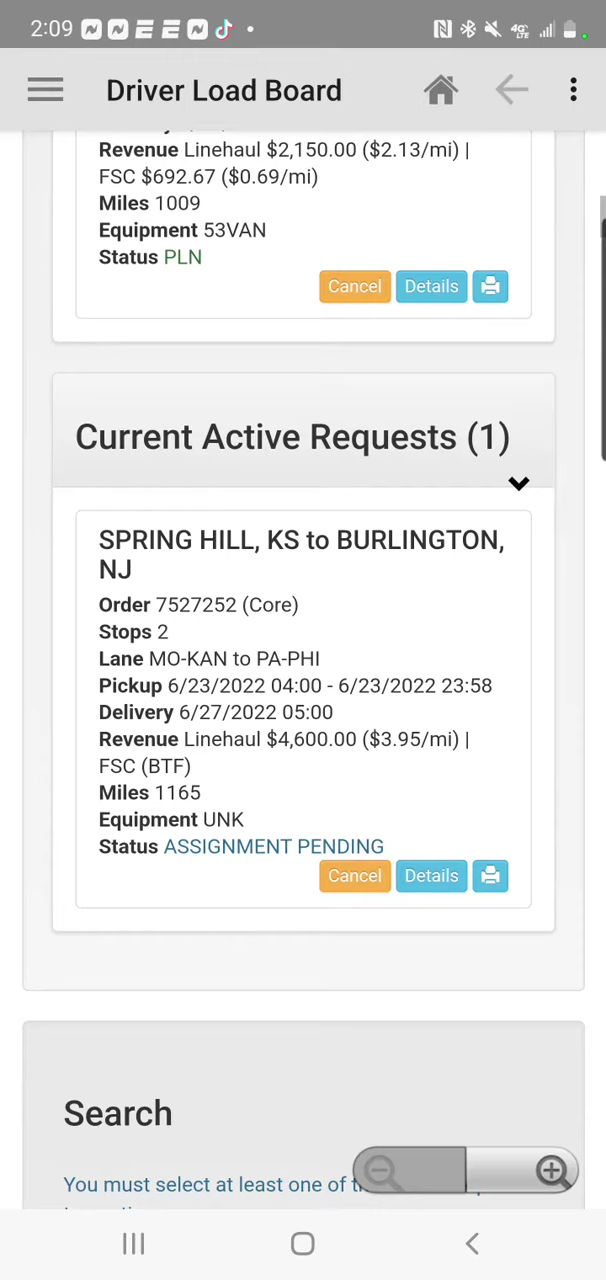 2:09
4G LTE
Driver Load Board
Revenue Linehaul $2,150.00 ($2.13/mi) |
FSC $692.67 ($0.69/mi)
Miles 1009
Equipment 53VAN
Status PLN
Cancel Details
Current Active Requests (1)
SPRING HILL, KS to BURLINGTON,
NJ
Order 7527252 (Core)
Stops 2
Lane MO-KAN to PA-PHI
Pickup 6/23/2022 04:00 - 6/23/2022 23:58
Delivery 6/27/2022 05:00
Revenue Linehaul $4,600.00 ($3.95/mi) |
FSC (BTF)
Miles 1165
Equipment UNK
Status ASSIGNMENT PENDING
Cancel Details
Search
You must select at least one of